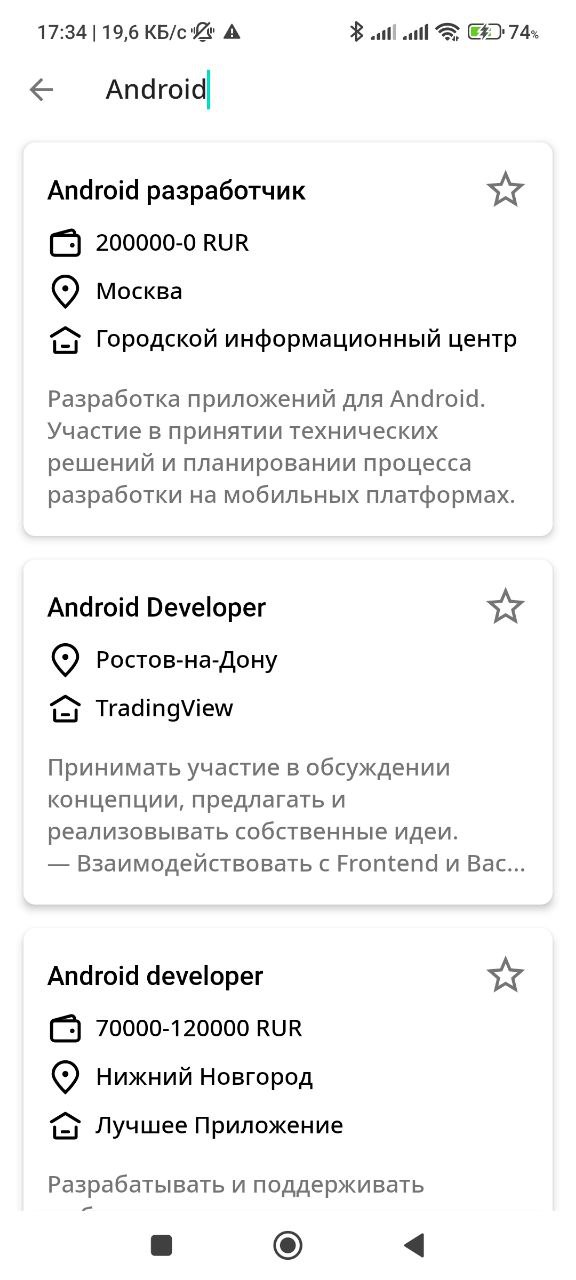 17:34 | 19,6 КБ/с 74%
Android
Android разработчик
200000-0 RUR
Москва
Городской информационный центр
Разработка приложений для Android.
Участие в принятии технических
решений и планировании процесса
разработки на мобильных платформах.
Android Developer
Ростов-на-Дону
TradingView
Принимать участие в обсуждении
концепции, предлагать и
реализовывать собственные идеи.
— Взаимодействовать с Frontend и Bac...
Android developer
70000-120000 RUR
Нижний Новгород
Лучшее Приложение
Разрабатывать и поддерживать